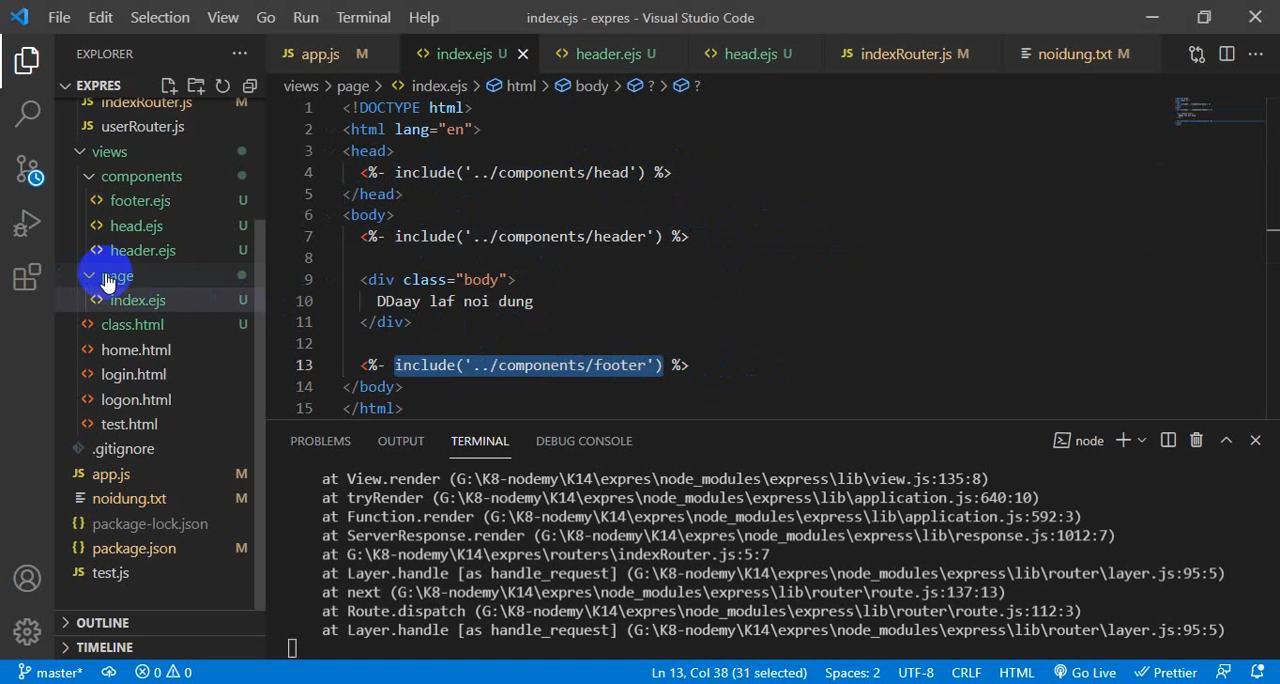 File Edit Selection View Go Run Terminal Help index.ejs - expres - Visual Studio Code
EXPLORER
EXPRES
indexRouter.js M
userRouter.js
views
components
footer.ejs U
head.ejs U
header.ejs U
index.ejs U
class.html U
home.html
login.html
logon.html
test.html
.gitignore
app.js M
noidung.txt M
package-lock.json
package.json M
test.js
OUTLINE
TIMELINE
app.js M index.ejs U header.ejs U head.ejs U indexRouter.js M noidung.txt M
views > page > index.ejs > html > body > ? > ?
1 <!DOCTYPE html>
2 <html lang="en">
3 <head>
4 <%- include('../components/head') %>
5 </head>
6 <body>
7 <%- include('../components/header') %>
8
9 <div class="body">
10 DDaay laf noi dung
11 </div>
12
13 <%- include('../components/footer') %>
14 </body>
15 </html>
PROBLEMS OUTPUT TERMINAL DEBUG CONSOLE node
at View.render (G:\K8-nodemy\K14\expres\node_modules\express\lib\view.js:135:8)
at tryRender (G:\K8-nodemy\K14\expres\node_modules\express\lib\application.js:640:10)
at Function.render (G:\K8-nodemy\K14\expres\node_modules\express\lib\application.js:592:3)
at ServerResponse.render (G:\K8-nodemy\K14\expres\node_modules\express\lib\response.js:1012:7)
at G:\K8-nodemy\K14\expres\routers\indexRouter.js:5:7
at Layer.handle [as handle_request] (G:\K8-nodemy\K14\expres\node_modules\express\lib\router\layer.js:95:5)
at next (G:\K8-nodemy\K14\expres\node_modules\express\lib\router\route.js:137:13)
at Route.dispatch (G:\K8-nodemy\K14\expres\node_modules\express\lib\router\route.js:112:3)
at Layer.handle [as handle_request] (G:\K8-nodemy\K14\expres\node_modules\express\lib\router\layer.js:95:5)
master* 0 0 Ln 13, Col 38 (31 selected) Spaces: 2 UTF-8 CRLF HTML Go Live Prettier